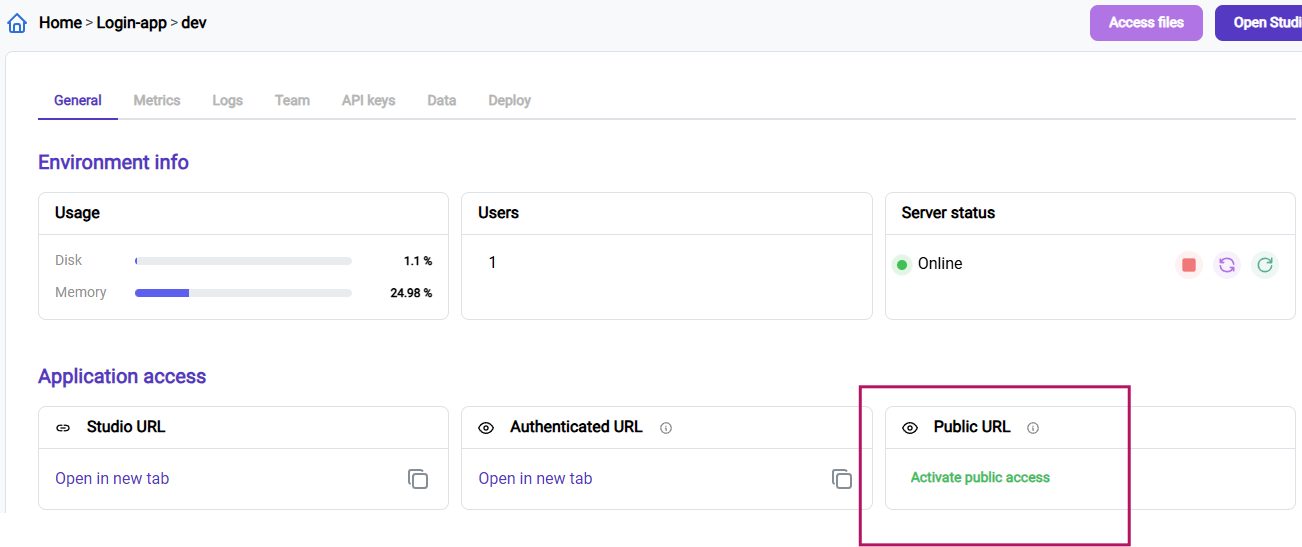 Home > Login-app > dev
Access files
Open Studi
General Metrics Logs Team API keys Data Deploy
Environment info
Usage
Disk 1.1 %
Memory 24.98 %
Users
1
Server status
Online
Application access
Studio URL
Open in new tab
Authenticated URL
Open in new tab
Public URL
Activate public access